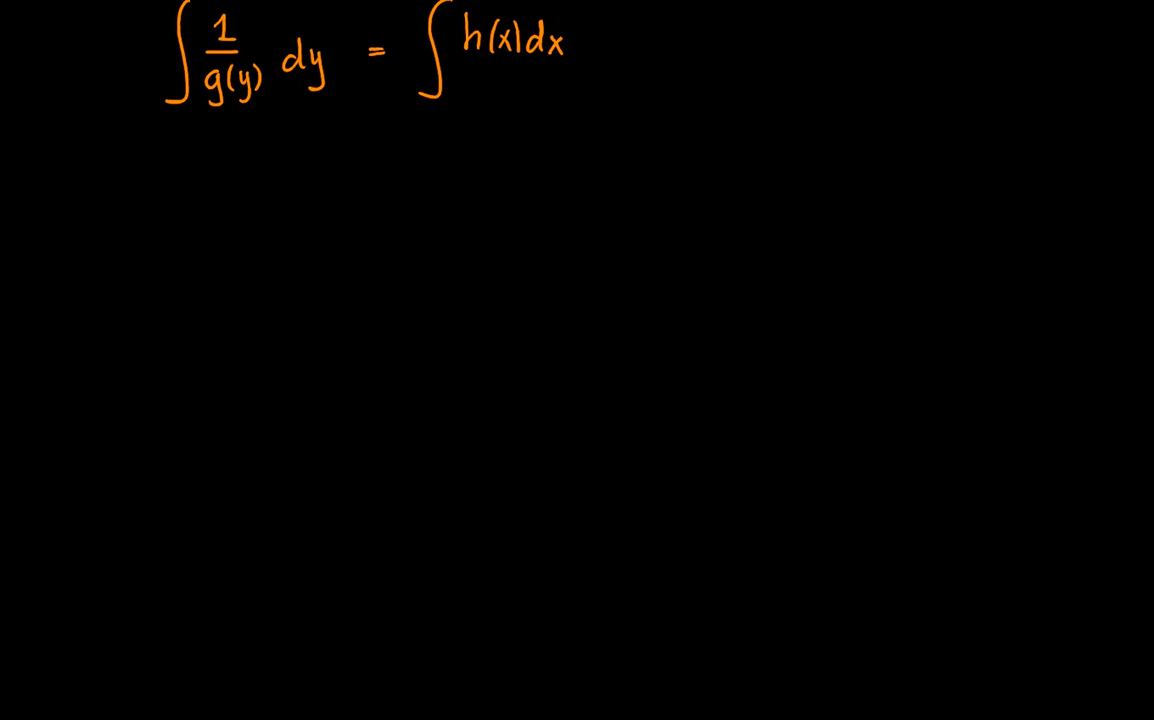 ∫ 1/g(y) dy = ∫ h(x)dx